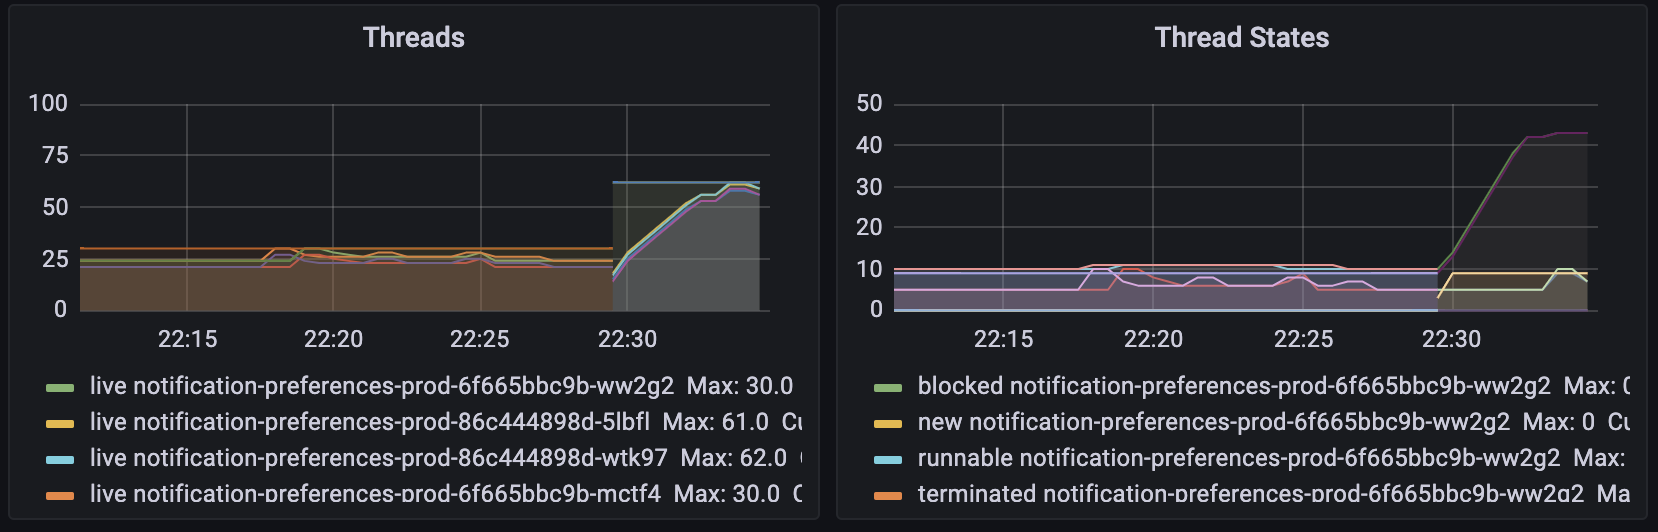 Threads
100
75
50
25
0
22:15 22:20 22:25 22:30
live notification-preferences-prod-6f665bbc9b-ww2g2 Max: 30.0
live notification-preferences-prod-86c444898d-5lbfl Max: 61.0
live notification-preferences-prod-86c444898d-wtk97 Max: 62.0
live notification-preferences-prod-6f665bbc9b-mctf4 Max: 30.0
Thread States
50
40
30
20
10
0
22:15 22:20 22:25 22:30
blocked notification-preferences-prod-6f665bbc9b-ww2g2 Max:
new notification-preferences-prod-6f665bbc9b-ww2g2 Max: 0
runnable notification-preferences-prod-6f665bbc9b-ww2g2 Max:
terminated notification-preferences-prod-6f665bbc9b-ww2g2